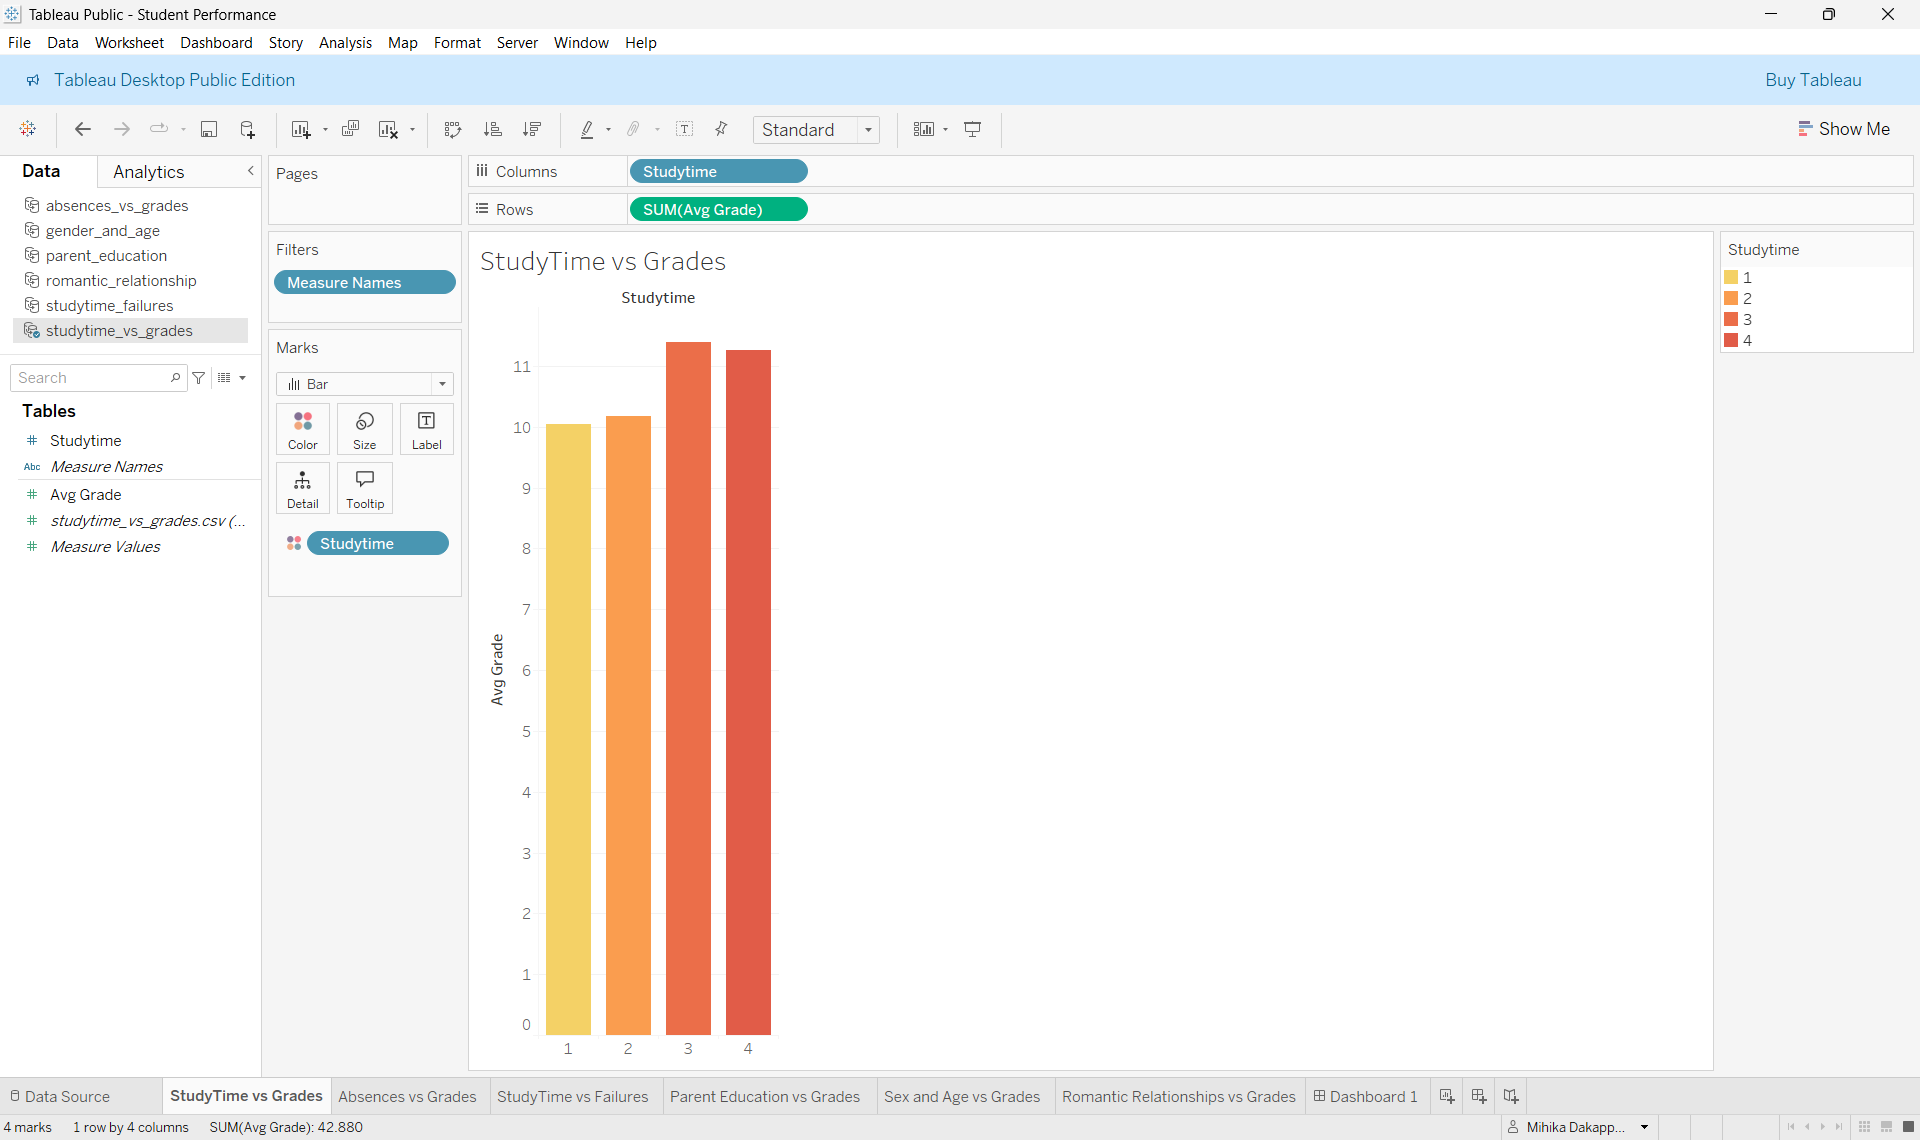 Tableau Public - Student Performance
File Data Worksheet Dashboard Story Analysis Map Format Server Window Help
Tableau Desktop Public Edition
Buy Tableau
Standard
Show Me
Data
Analytics
absences_vs_grades
gender_and_age
parent_education
romantic_relationship
studytime_failures
studytime_vs_grades
Search
Tables
Studytime
Abc Measure Names
Avg Grade
studytime_vs_grades.csv (...
Measure Values
Pages
Filters
Measure Names
Marks
Bar
Color
Size
Label
Detail
Tooltip
Studytime
Columns
Studytime
Rows
SUM(Avg Grade)
StudyTime vs Grades
Studytime
Avg Grade
11
10
9
8
7
6
5
4
3
2
1
0
1 2 3 4
Studytime
1
2
3
4
Data Source
StudyTime vs Grades
Absences vs Grades
StudyTime vs Failures
Parent Education vs Grades
Sex and Age vs Grades
Romantic Relationships vs Grades
Dashboard 1
4 marks
1 row by 4 columns
SUM(Avg Grade): 42.880
Mihika Dakapp...